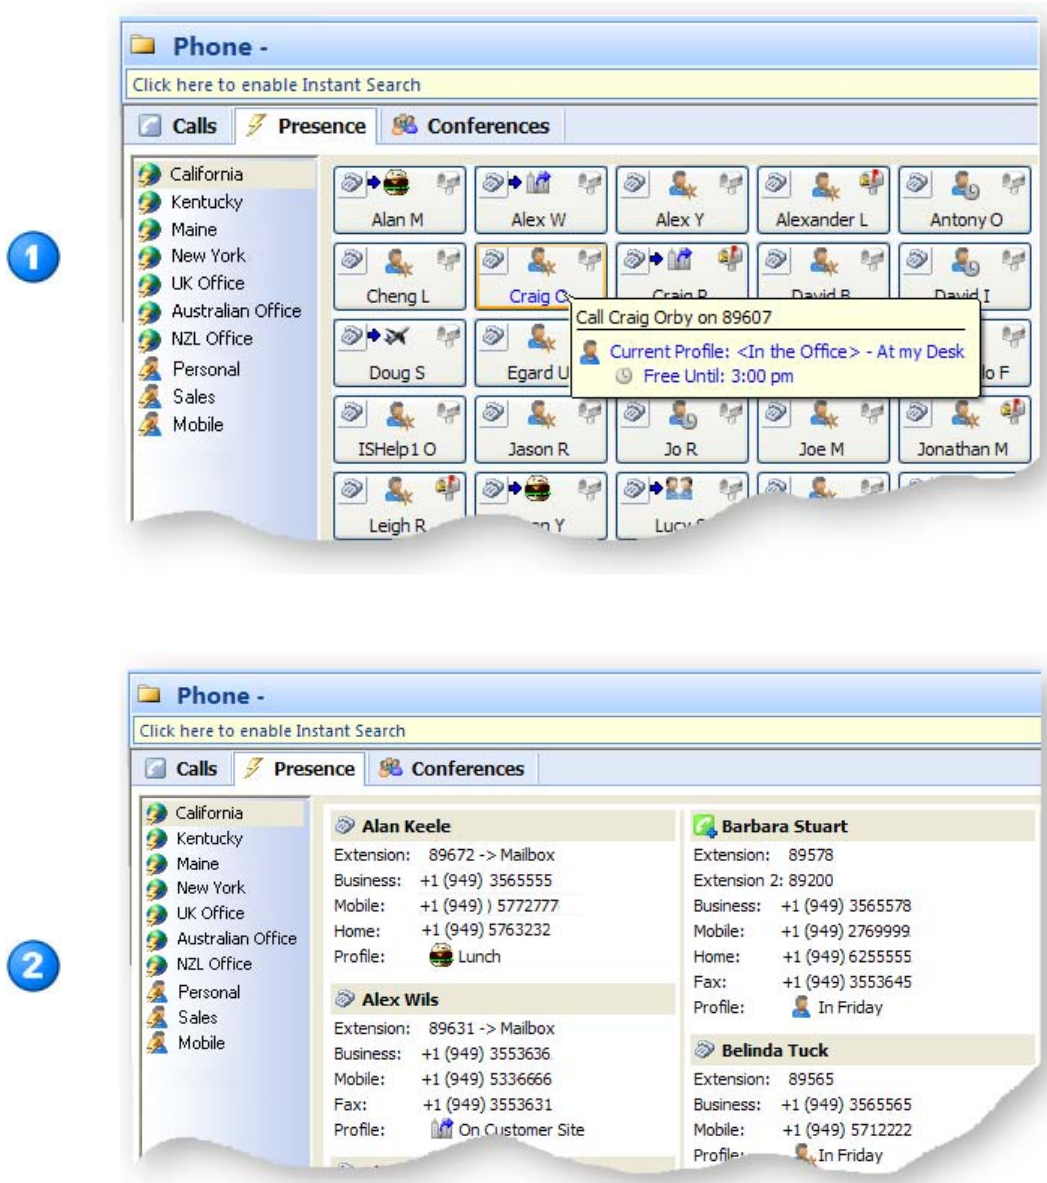 Phone -
Click here to enable Instant Search
Calls Presence Conferences
California
Kentucky
Maine
New York
UK Office
Australian Office
NZL Office
Personal
Sales
Mobile
Alan M Alex W Alex Y Alexander L Antony O
Cheng L Craig O Craig P David B David I
Call Craig Orby on 89607
Current Profile: <In the Office> - At my Desk
Free Until: 3:00 pm
Doug S Egard U lo F
ISHelp1 O Jason R Jo R Joe M Jonathan M
Leigh R Y Lucy
1
Phone -
Click here to enable Instant Search
Calls Presence Conferences
California
Kentucky
Maine
New York
UK Office
Australian Office
NZL Office
Personal
Sales
Mobile
Alan Keele
Extension: 89672 -> Mailbox
Business: +1 (949) 3565555
Mobile: +1 (949) ) 5772777
Home: +1 (949) 5763232
Profile: Lunch
Alex Wils
Extension: 89631 -> Mailbox
Business: +1 (949) 3553636
Mobile: +1 (949) 5336666
Fax: +1 (949) 3553631
Profile: On Customer Site
Barbara Stuart
Extension: 89578
Extension 2: 89200
Business: +1 (949) 3565578
Mobile: +1 (949) 2769999
Home: +1 (949) 6255555
Fax: +1 (949) 3553645
Profile: In Friday
Belinda Tuck
Extension: 89565
Business: +1 (949) 3565565
Mobile: +1 (949) 5712222
Profile: In Friday
2